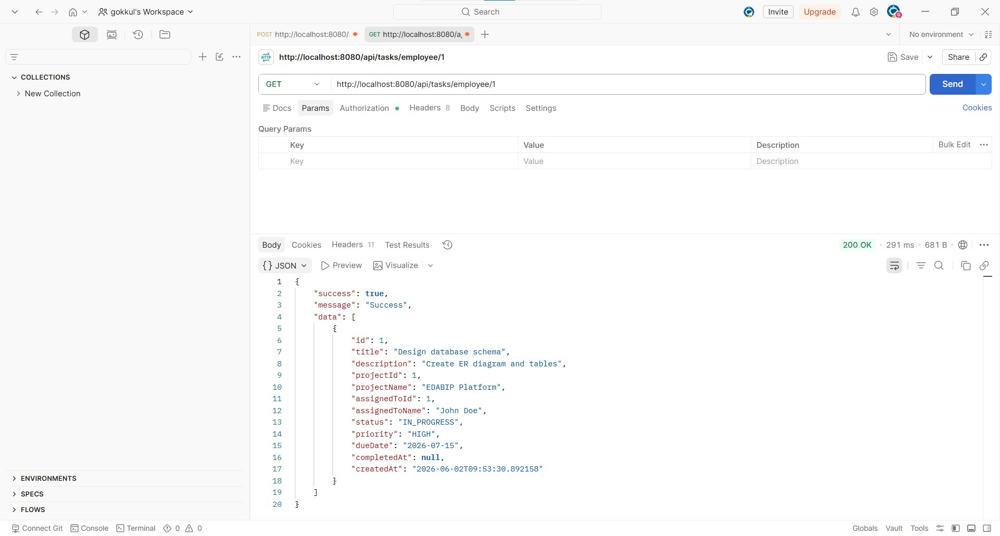 gokkul's Workspace
Search
Invite
Upgrade
POST http://localhost:8080/
GET http://localhost:8080/a
No environment
HTTP http://localhost:8080/api/tasks/employee/1
Save
Share
COLLECTIONS
New Collection
GET http://localhost:8080/api/tasks/employee/1
Send
Docs Params Authorization Headers 8 Body Scripts Settings
Cookies
Query Params
Key Value Description Bulk Edit
Key Value Description
Body Cookies Headers 11 Test Results
200 OK 291 ms 681 B
{} JSON Preview Visualize
1 {
2 "success": true,
3 "message": "Success",
4 "data": [
5 {
6 "id": 1,
7 "title": "Design database schema",
8 "description": "Create ER diagram and tables",
9 "projectId": 1,
10 "projectName": "EDABIP Platform",
11 "assignedToId": 1,
12 "assignedToName": "John Doe",
13 "status": "IN_PROGRESS",
14 "priority": "HIGH",
15 "dueDate": "2026-07-15",
16 "completedAt": null,
17 "createdAt": "2026-06-02T09:53:30.892158"
18 }
19 ]
20 }
ENVIRONMENTS
SPECS
FLOWS
Connect Git Console Terminal 0 0
Globals Vault Tools